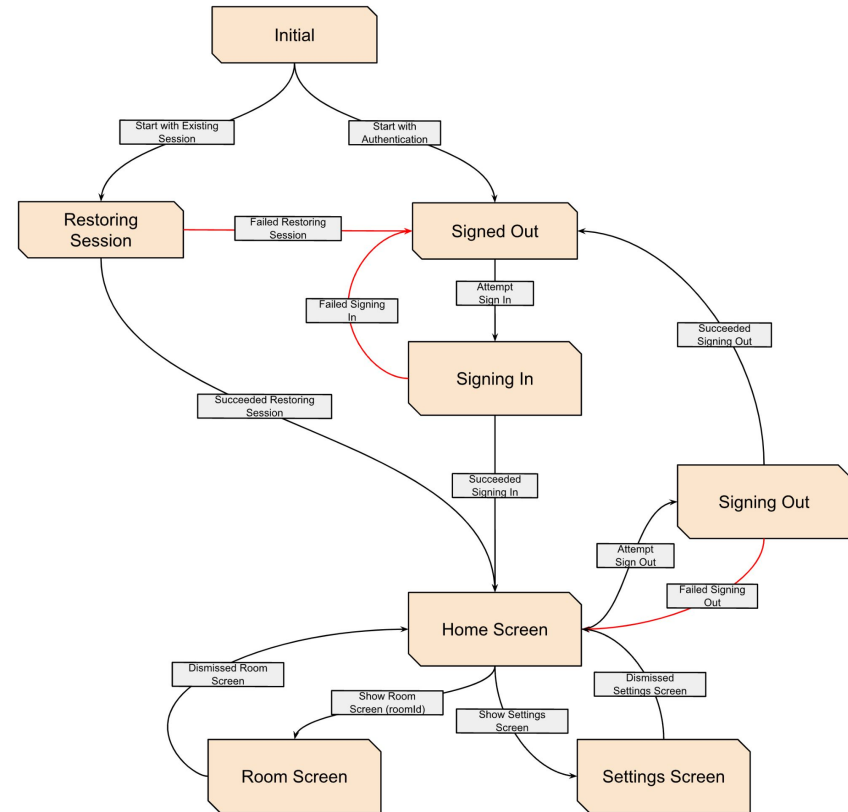 Initial
Start with Existing
Session
Start with
Authentication
Restoring
Session
Failed Restoring
Session
Signed Out
Attempt
Sign In
Failed Signing
In
Succeeded
Signing Out
Signing In
Succeeded Restoring
Session
Succeeded
Signing In
Signing Out
Attempt
Sign Out
Failed Signing
Out
Home Screen
Dismissed Room
Screen
Dismissed
Settings Screen
Show Room
Screen (roomId)
Show Settings
Screen
Room Screen
Settings Screen